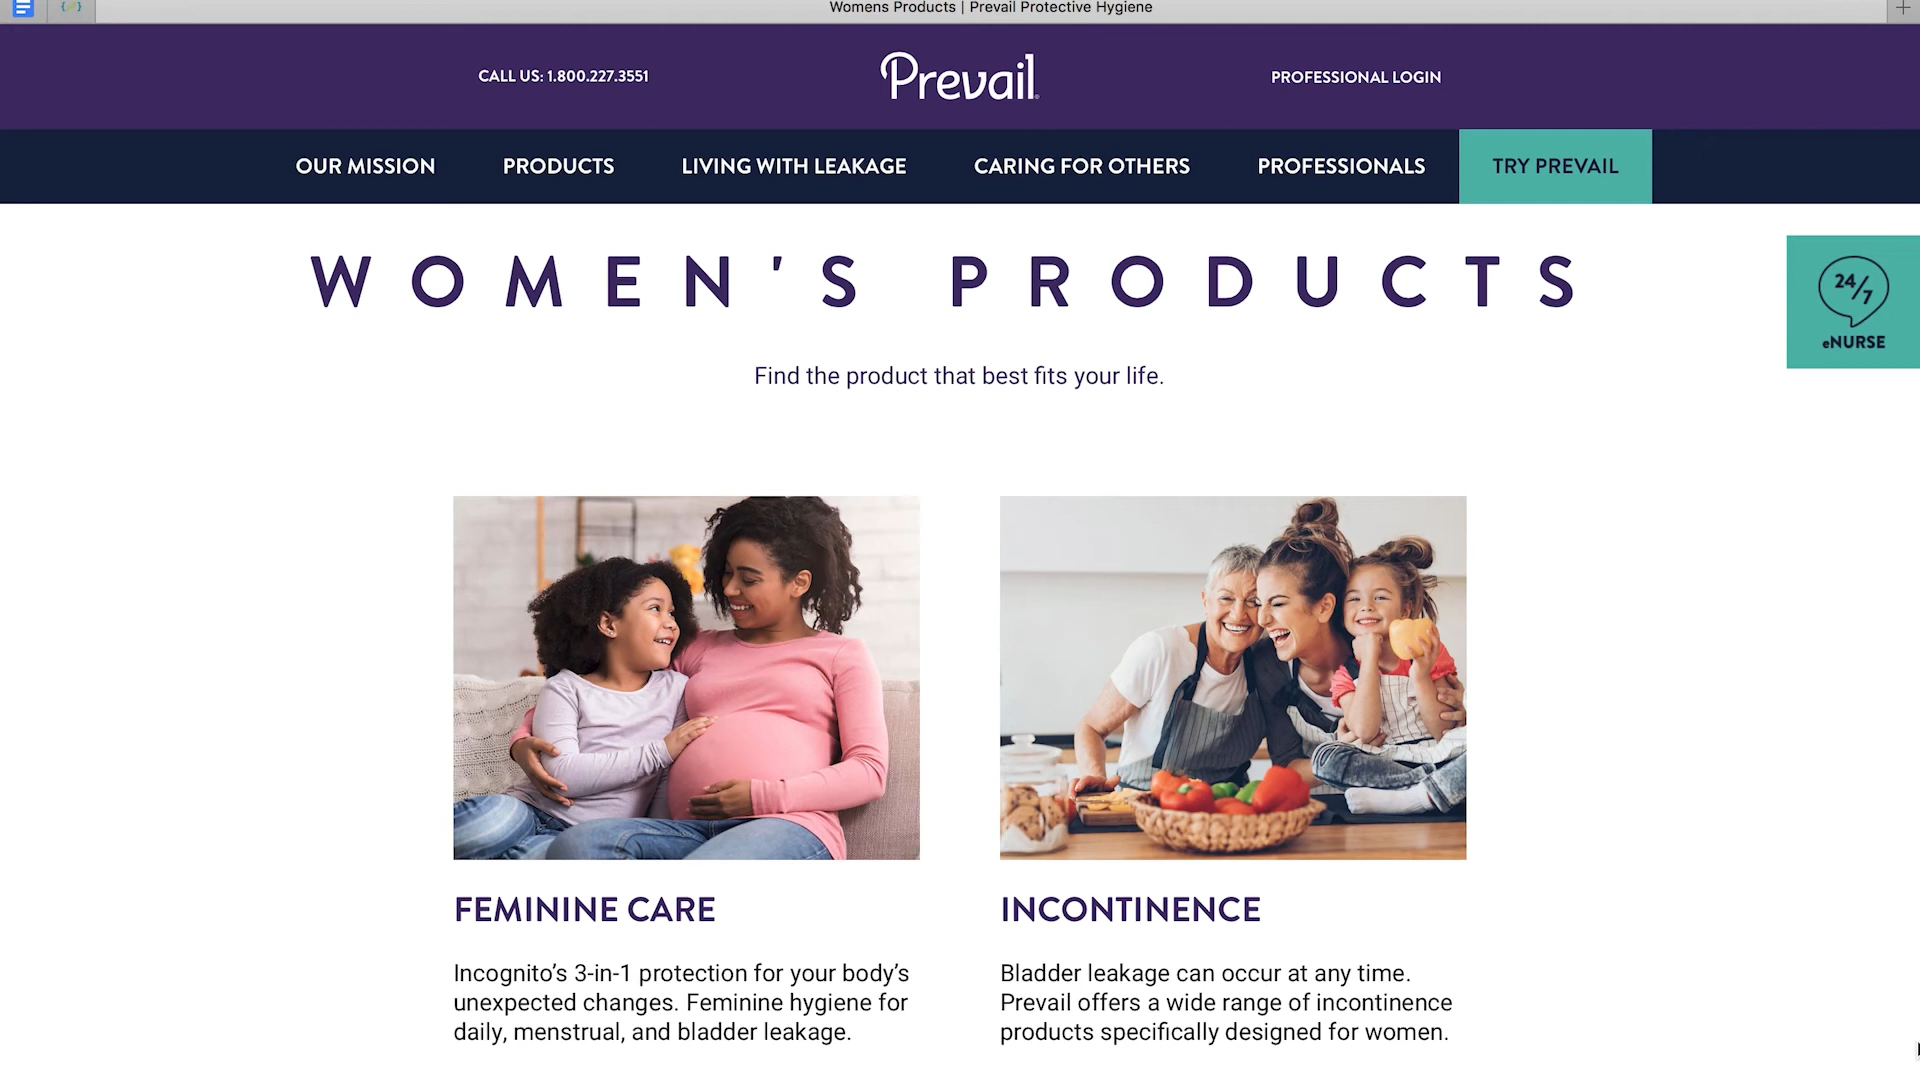 Womens Products | Prevail Protective Hygiene
CALL US: 1.800.227.3551
Prevail
PROFESSIONAL LOGIN
OUR MISSION
PRODUCTS
LIVING WITH LEAKAGE
CARING FOR OTHERS
PROFESSIONALS
TRY PREVAIL
WOMEN'S PRODUCTS
24/7
eNURSE
Find the product that best fits your life.
FEMININE CARE
Incognito’s 3-in-1 protection for your body’s
unexpected changes. Feminine hygiene for
daily, menstrual, and bladder leakage.
INCONTINENCE
Bladder leakage can occur at any time.
Prevail offers a wide range of incontinence
products specifically designed for women.